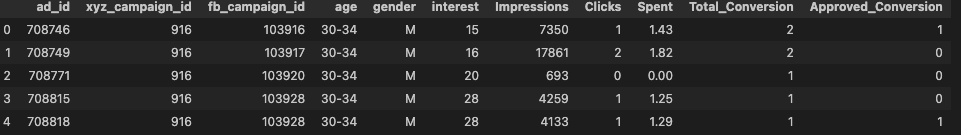 ad_id xyz_campaign_id fb_campaign_id age gender interest Impressions Clicks Spent Total_Conversion Approved_Conversion
0 708746 916 103916 30-34 M 15 7350 1 1.43 2 1
1 708749 916 103917 30-34 M 16 17861 2 1.82 2 0
2 708771 916 103920 30-34 M 20 693 0 0.00 1 0
3 708815 916 103928 30-34 M 28 4259 1 1.25 1 0
4 708818 916 103928 30-34 M 28 4133 1 1.29 1 1